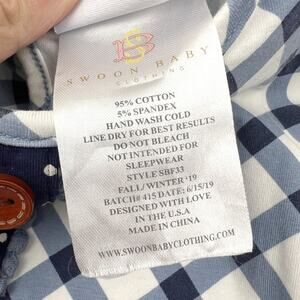 SB
SWOON BABY
CLOTHING
95% COTTON
5% SPANDEX
HAND WASH COLD
LINE DRY FOR BEST RESULTS
DO NOT BLEACH
NOT INTENDED FOR
SLEEPWEAR
STYLE SBF33
FALL/ WINTER '19
BATCH# 415 DATE 6/15/19
DESIGNED WITH LOVE
IN THE U.S.A
MADE IN CHINA
WWW.SWOONBABYCLOTHING.COM